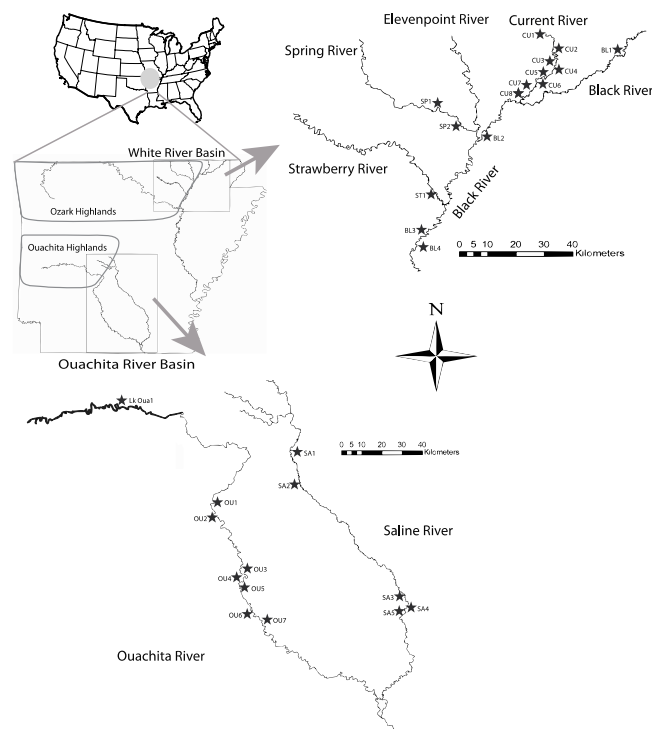 Elevenpoint River
Current River
Spring River
CU1
CU2
BL1
CU3
CU5
CU4
CU7
CU6
CU8
Black River
SP1
SP2
BL2
White River Basin
Strawberry River
Black River
ST1
Ozark Highlands
Ouachita Highlands
BL3
BL4
0 5 10 20 30 40
Kilometers
N
Ouachita River Basin
Lk Oua1
SA1
0 5 10 20 30 40
Kilometers
SA2
OU1
OU2
Saline River
OU3
OU4
OU5
SA3
SA4
SA5
OU6
OU7
Ouachita River